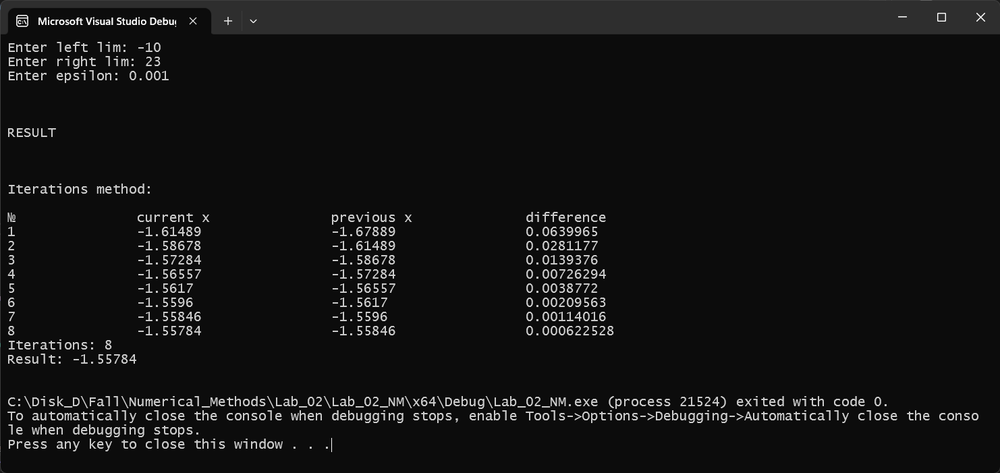 Microsoft Visual Studio Debu
Enter left lim: -10
Enter right lim: 23
Enter epsilon: 0.001
RESULT
Iterations method:
№ current x previous x difference
1 -1.61489 -1.67889 0.0639965
2 -1.58678 -1.61489 0.0281177
3 -1.57284 -1.58678 0.0139376
4 -1.56557 -1.57284 0.00726294
5 -1.5617 -1.56557 0.0038772
6 -1.5596 -1.5617 0.00209563
7 -1.55846 -1.5596 0.00114016
8 -1.55784 -1.55846 0.000622528
Iterations: 8
Result: -1.55784
C:\Disk_D\Fall\Numerical_Methods\Lab_02\Lab_02_NM\x64\Debug\Lab_02_NM.exe (process 21524) exited with code 0.
To automatically close the console when debugging stops, enable Tools->Options->Debugging->Automatically close the conso
le when debugging stops.
Press any key to close this window . . .